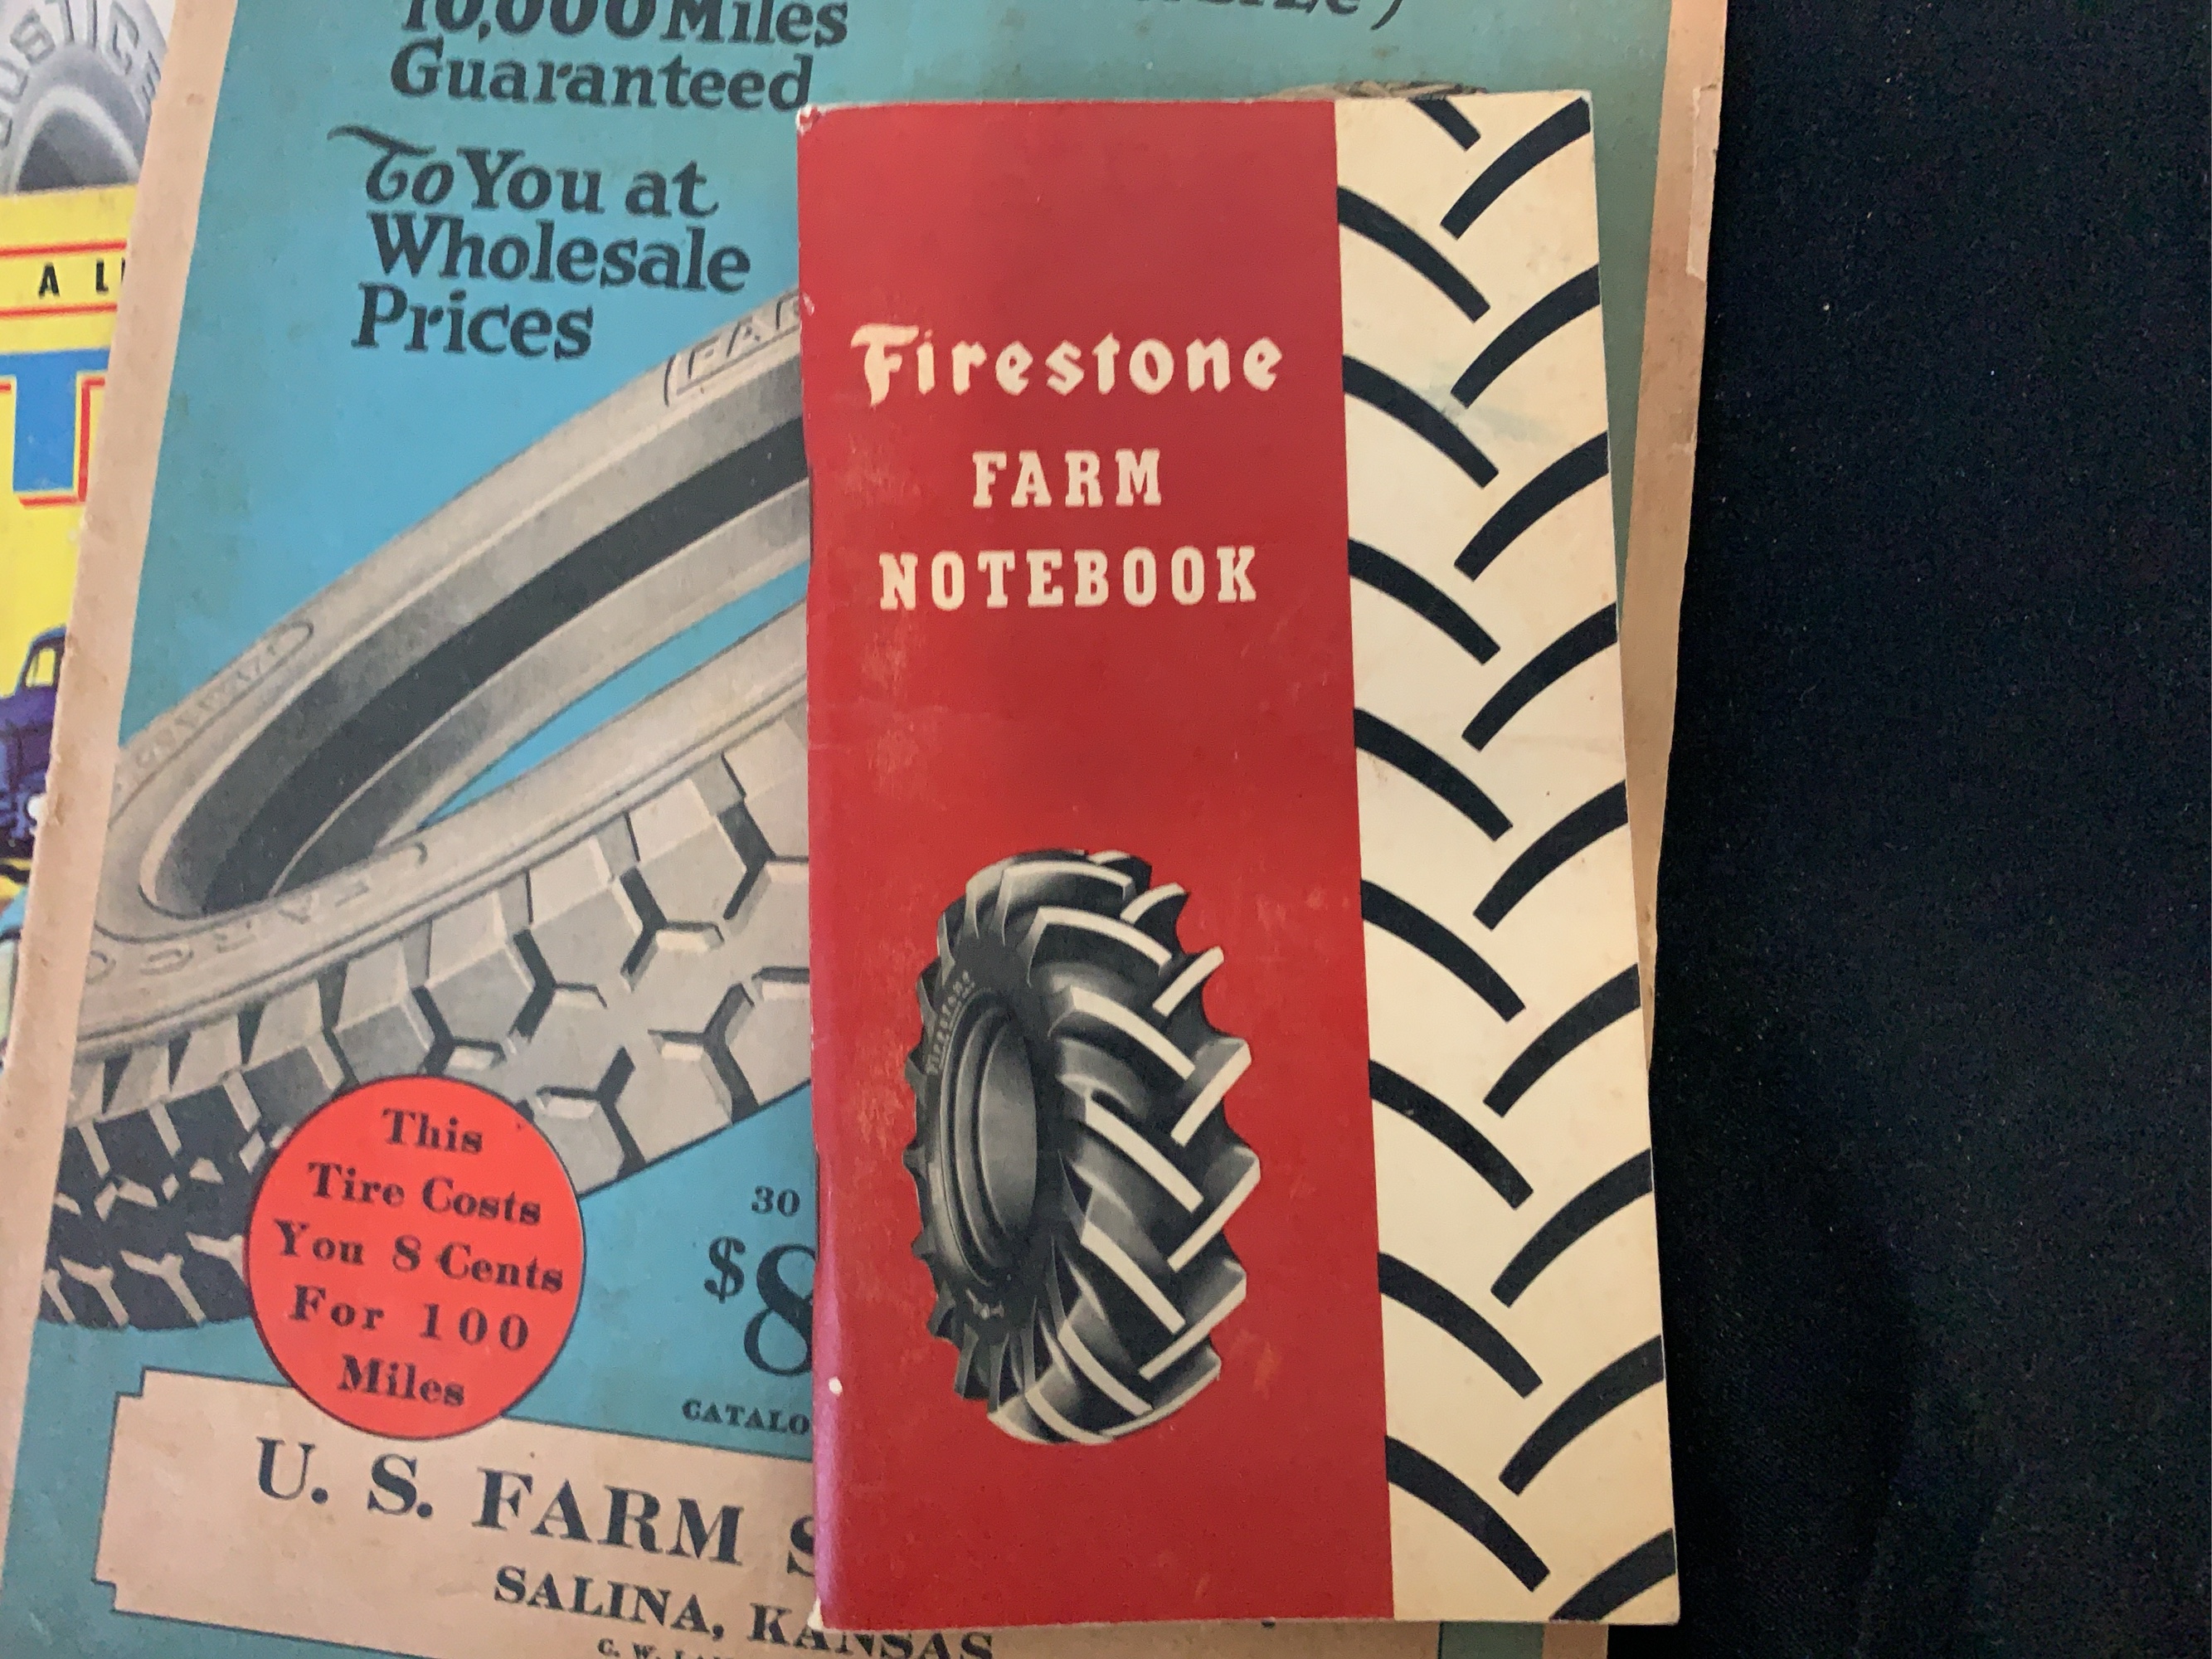 10,000 Miles
Guaranteed
To You at
Wholesale
Prices
A
T
Firestone
FARM
NOTEBOOK
Firestone
This
Tire Costs
You 8 Cents
For 100
Miles
30
$8
U. S. FARM
SALINA, KANSAS
C. W.